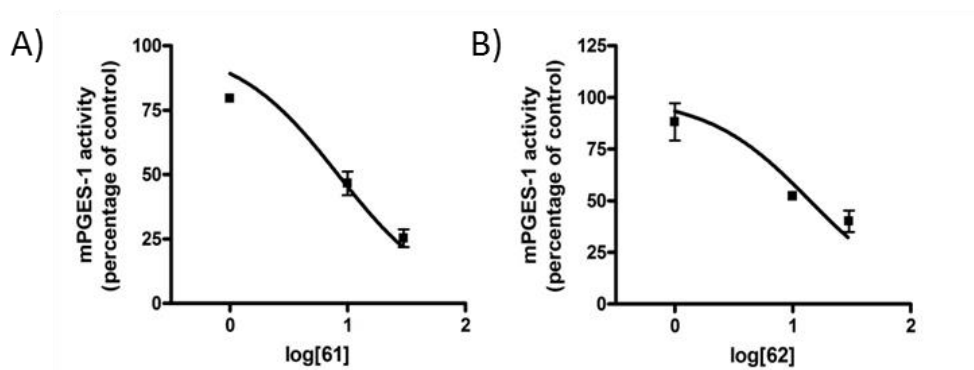 A)
mPGES-1 activity
(percentage of control)
100
75
50
25
0
0 1 2
log[61]
B)
mPGES-1 activity
(percentage of control)
125
100
75
50
25
0
0 1 2
log[62]